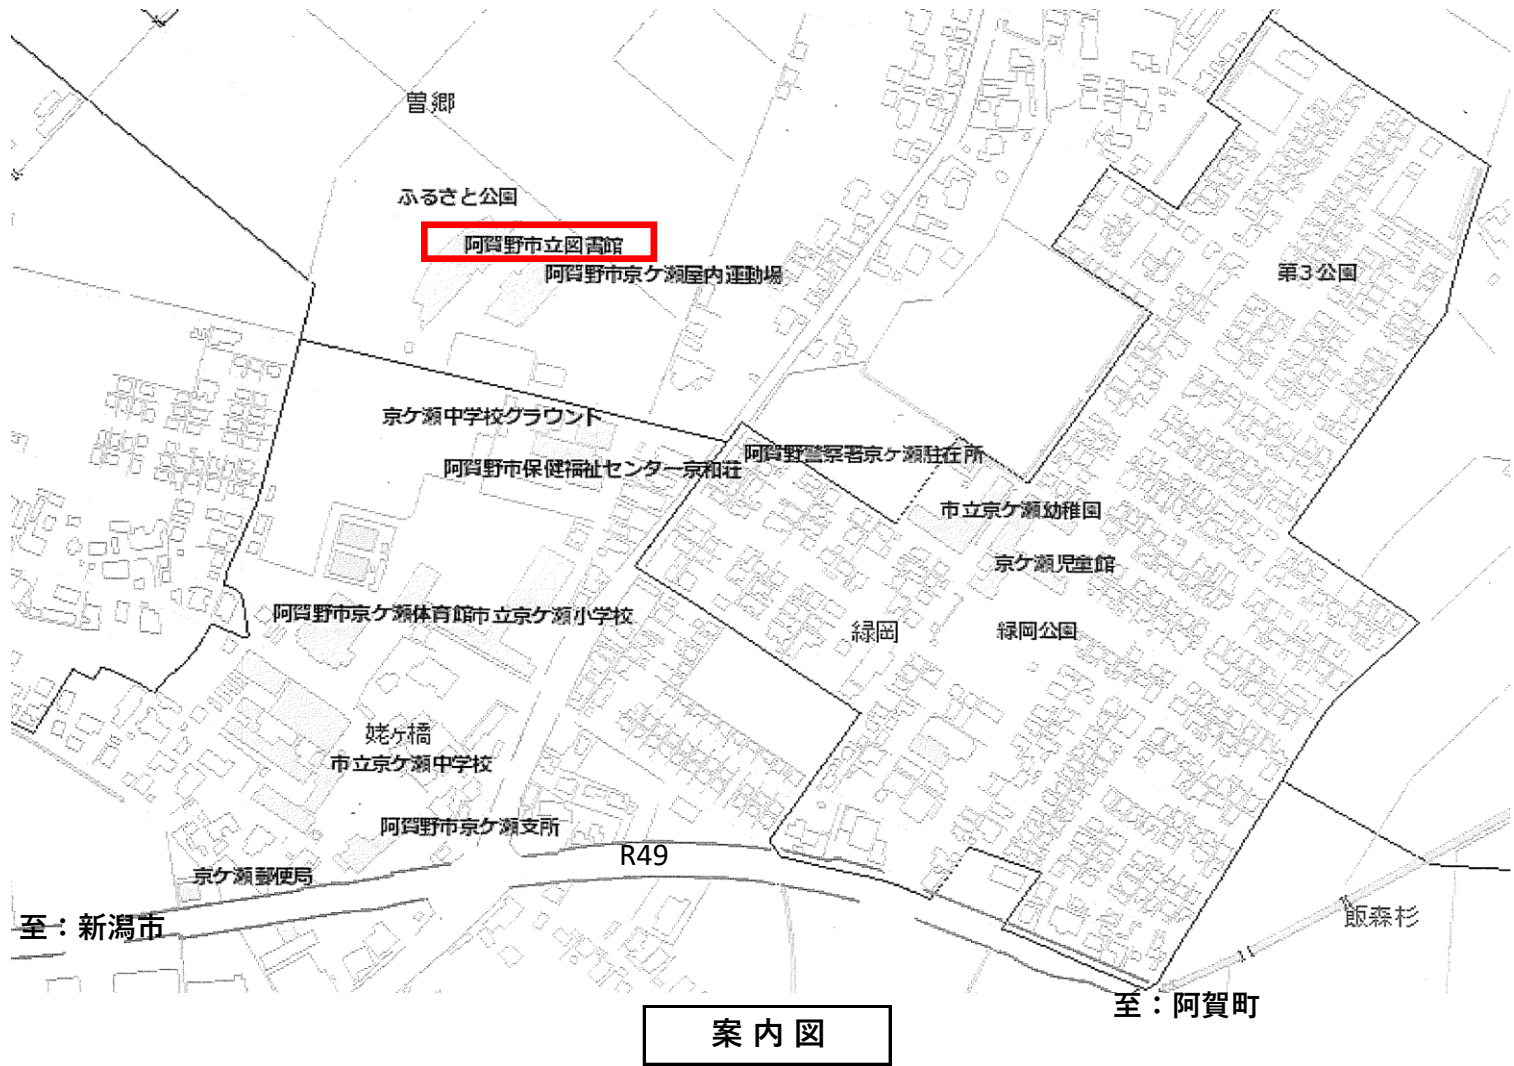 曽郷
ふるさと公園
阿賀野市立図書館
阿賀野市京ケ瀬屋内運動場
第3公園
京ケ瀬中学校グラウンド
阿賀野市保健福祉センター京和荘
阿賀野警察署京ヶ瀬駐在所
市立京ケ瀬幼稚園
京ケ瀬児童館
阿賀野市京ケ瀬体育館
市立京ケ瀬小学校
緑岡
緑岡公園
姥ヶ橋
市立京ケ瀬中学校
阿賀野市京ケ瀬支所
R49
京ケ瀬郵便局
至：新潟市
飯森杉
至：阿賀町
案内図